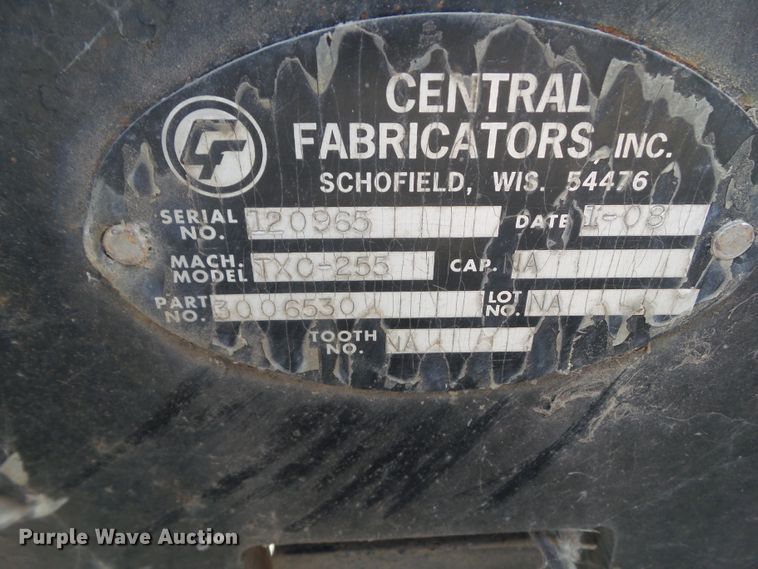 CF
CENTRAL
FABRICATORS, INC.
SCHOFIELD, WIS. 54476
SERIAL NO. 120965 DATE 1-03
MACH. MODEL TXC-255 CAP. NA
PART NO. 3006530 LOT NO. NA
TOOTH NO. NA
Purple Wave Auction®